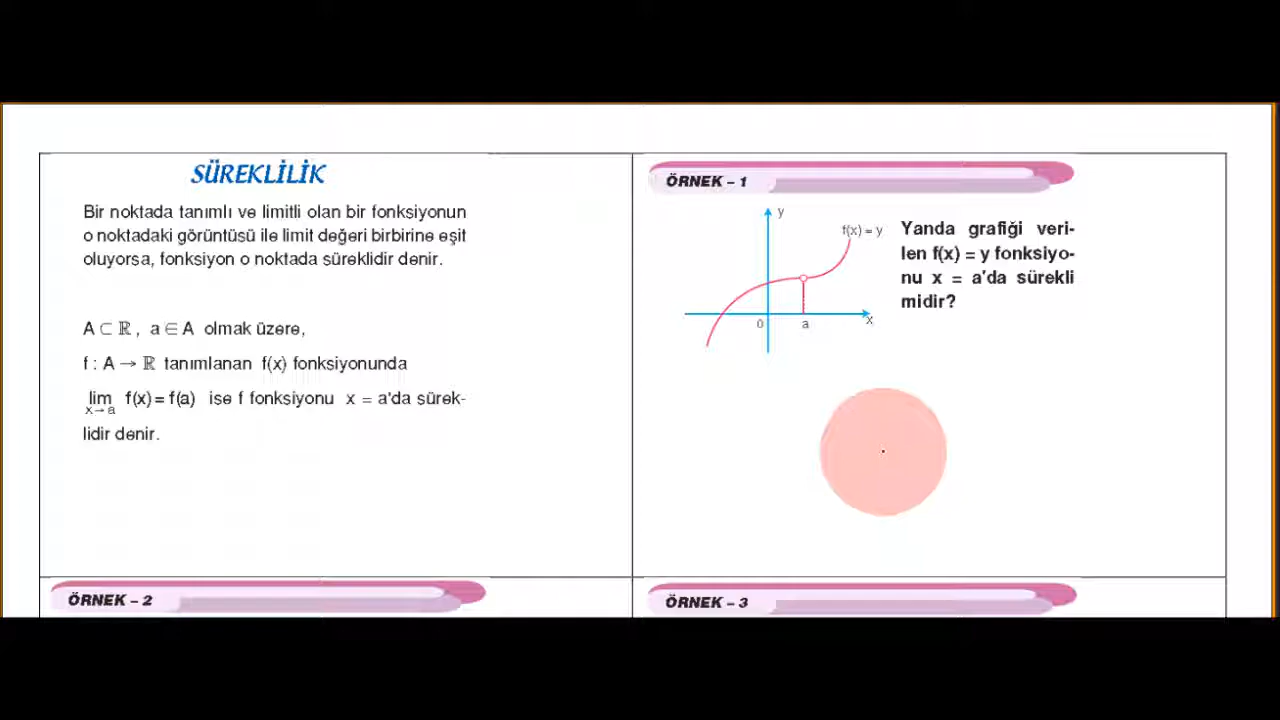 SÜREKLİLİK
Bir noktada tanımlı ve limitli olan bir fonksiyonun
o noktadaki görüntüsü ile limit değeri birbirine eşit
oluyorsa, fonksiyon o noktada süreklidir denir.
A ⊂ ℝ, a ∈ A olmak üzere,
f : A → ℝ tanımlanan f(x) fonksiyonunda
lim f(x) = f(a) ise f fonksiyonu x = a'da sürek-
x→a
lidir denir.
ÖRNEK – 1
y
f(x) = y
0
a
x
Yanda grafiği veri-
len f(x) = y fonksiyo-
nu x = a'da sürekli
midir?
ÖRNEK – 2
ÖRNEK – 3